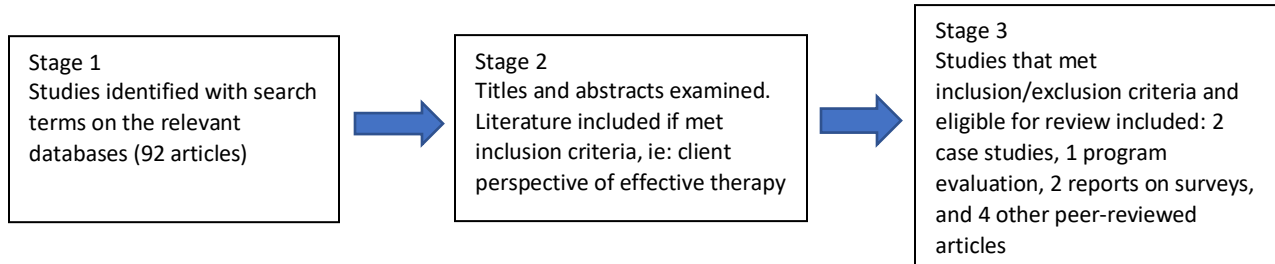 Stage 1
Studies identified with search
terms on the relevant
databases (92 articles)
Stage 2
Titles and abstracts examined.
Literature included if met
inclusion criteria, ie: client
perspective of effective therapy
Stage 3
Studies that met
inclusion/exclusion criteria and
eligible for review included: 2
case studies, 1 program
evaluation, 2 reports on surveys,
and 4 other peer-reviewed
articles